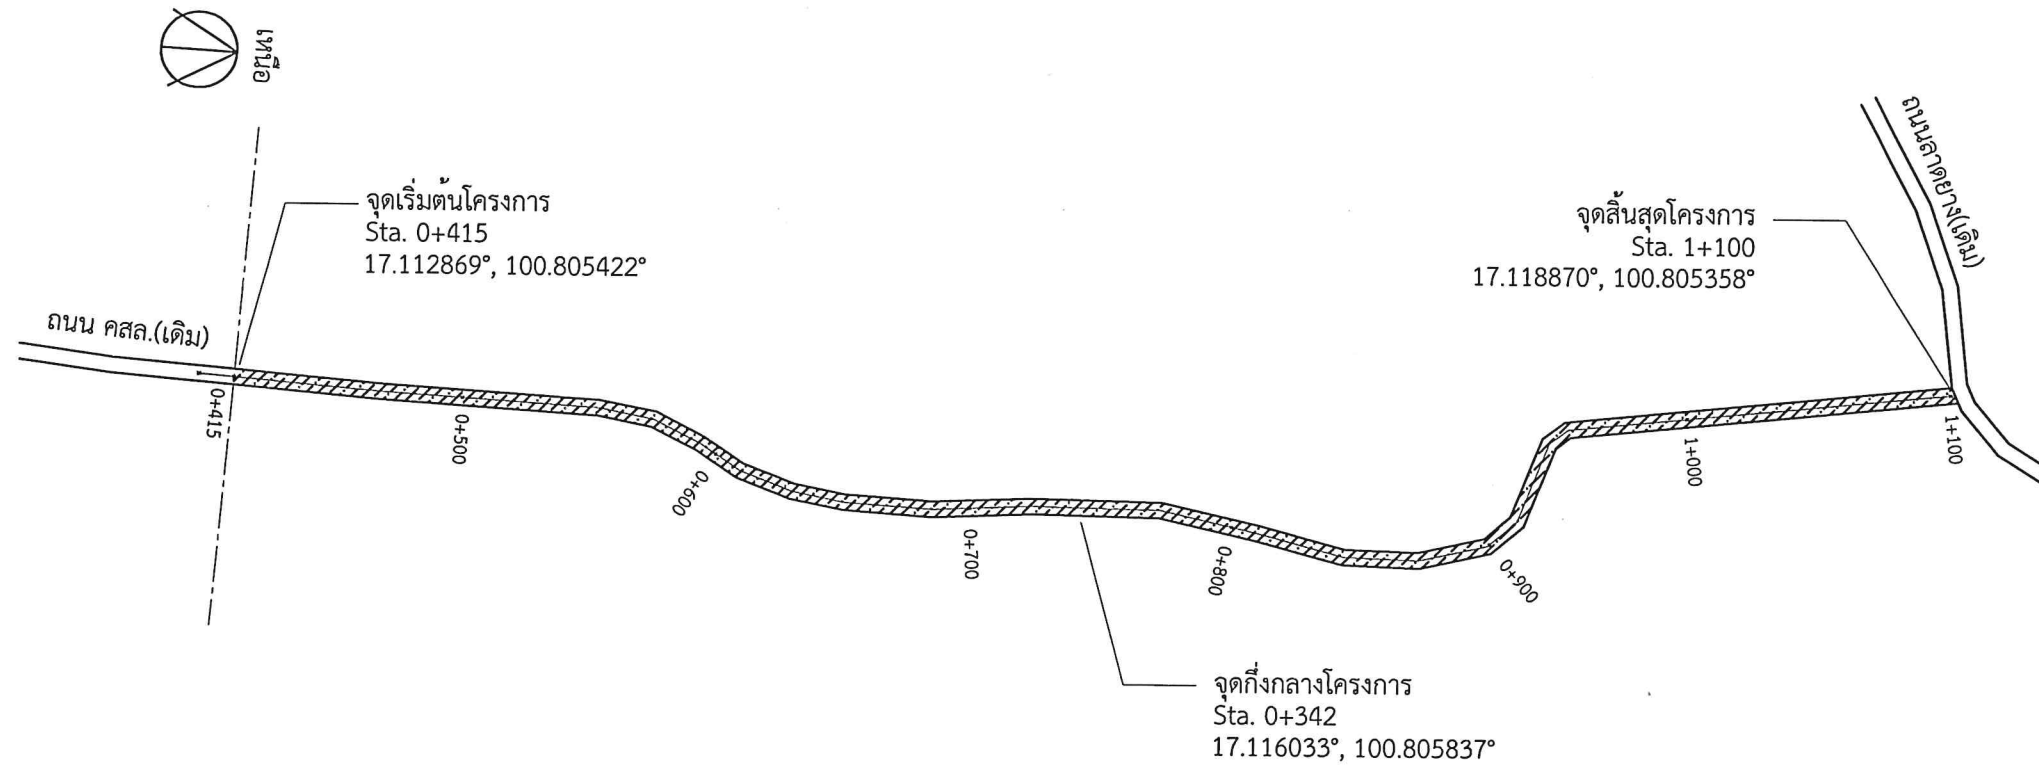 เหนือ
จุดเริ่มต้นโครงการ
Sta. 0+415
17.112869°, 100.805422°
ถนน คสล.(เดิม)
ถนนลาดยาง(เดิม)
จุดสิ้นสุดโครงการ
Sta. 1+100
17.118870°, 100.805358°
0+415
0+500
0+600
0+700
0+800
0+900
1+000
1+100
จุดกึ่งกลางโครงการ
Sta. 0+342
17.116033°, 100.805837°